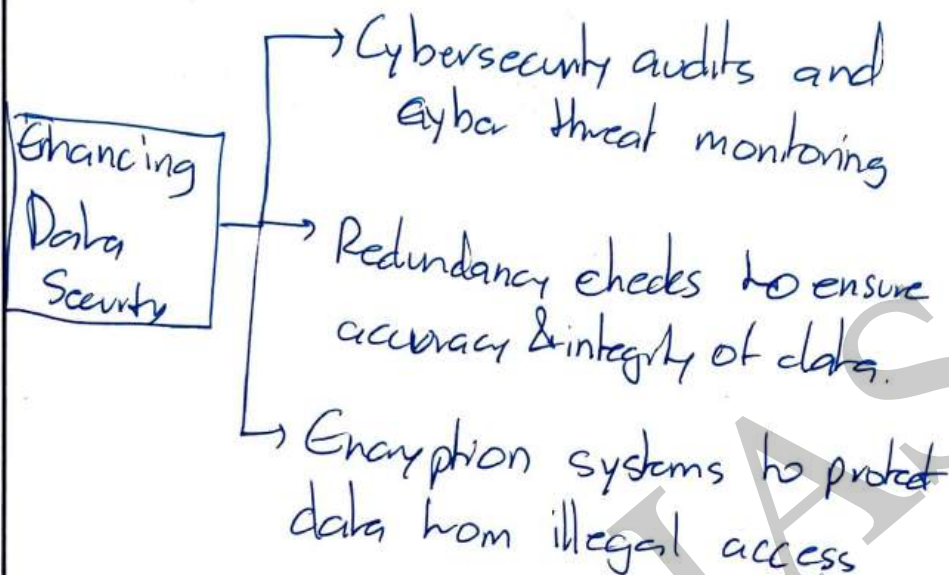 Enhancing
Data
Security
→ Cybersecurity audits and
cyber threat monitoring
→ Redundancy checks to ensure
accuracy & integrity of data.
→ Encryption systems to protect
data from illegal access
IAS